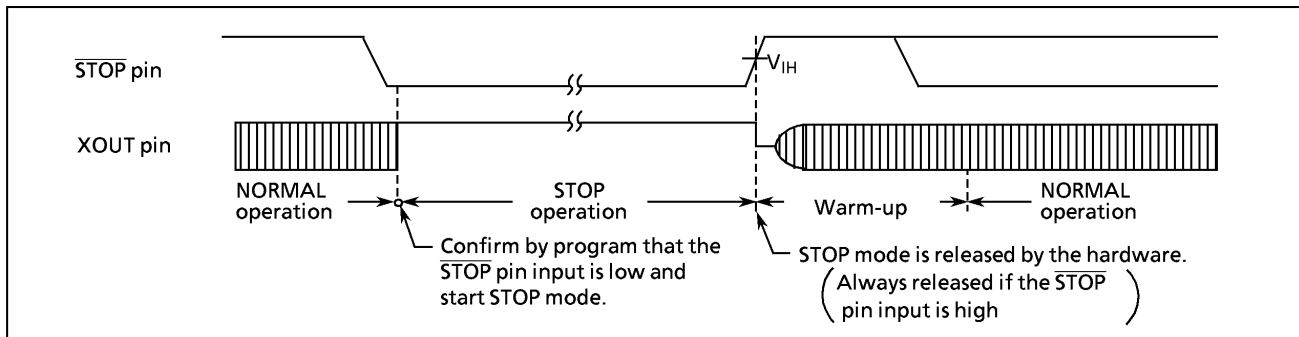 STOP pin
VIH
XOUT pin
NORMAL
operation
STOP
operation
Warm-up
NORMAL
operation
Confirm by program that the
STOP pin input is low and
start STOP mode.
STOP mode is released by the hardware.
(Always released if the STOP
pin input is high)